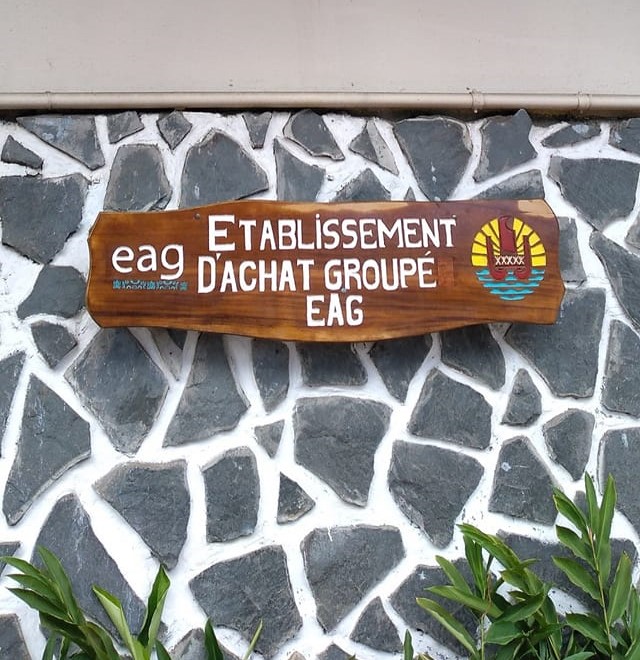 eag
ETABLiSSEMENT
D'ACHAT GROUPÉ
EAG